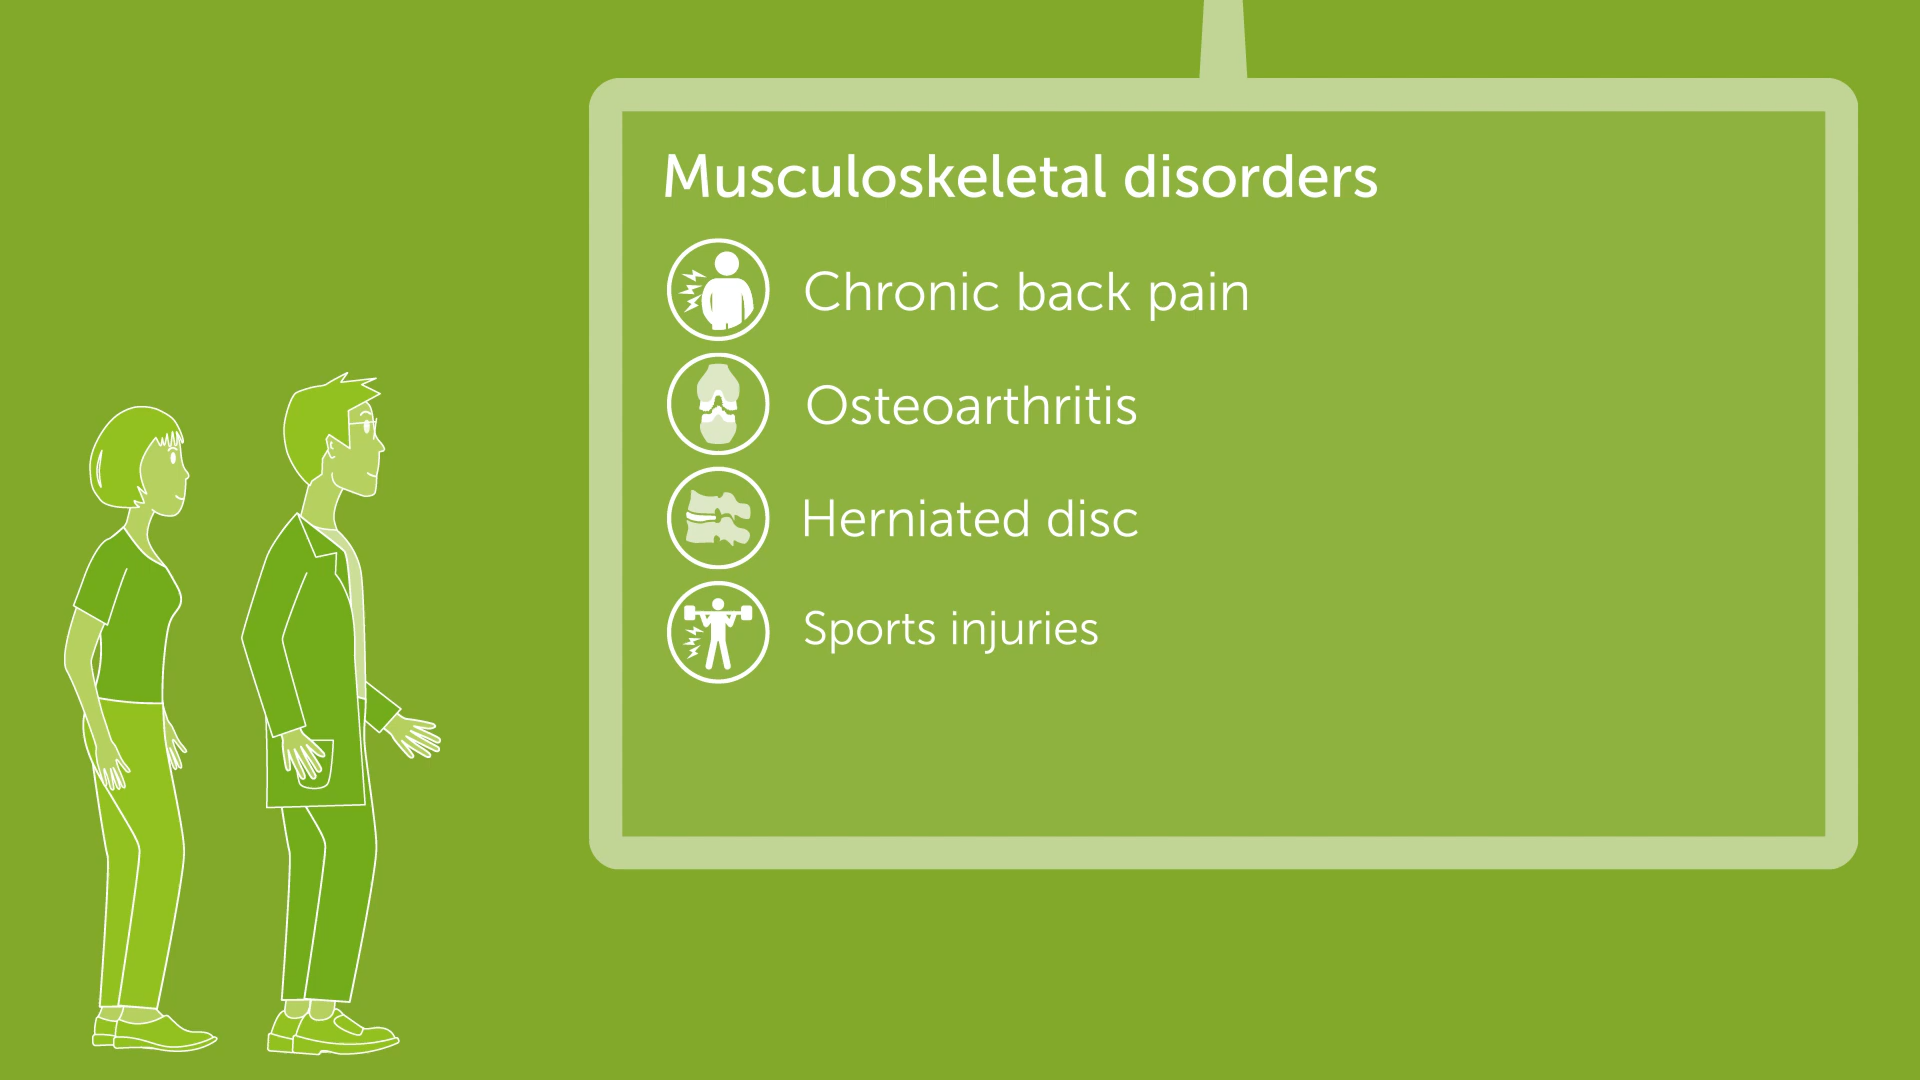 Musculoskeletal disorders
Chronic back pain
Osteoarthritis
Herniated disc
Sports injuries